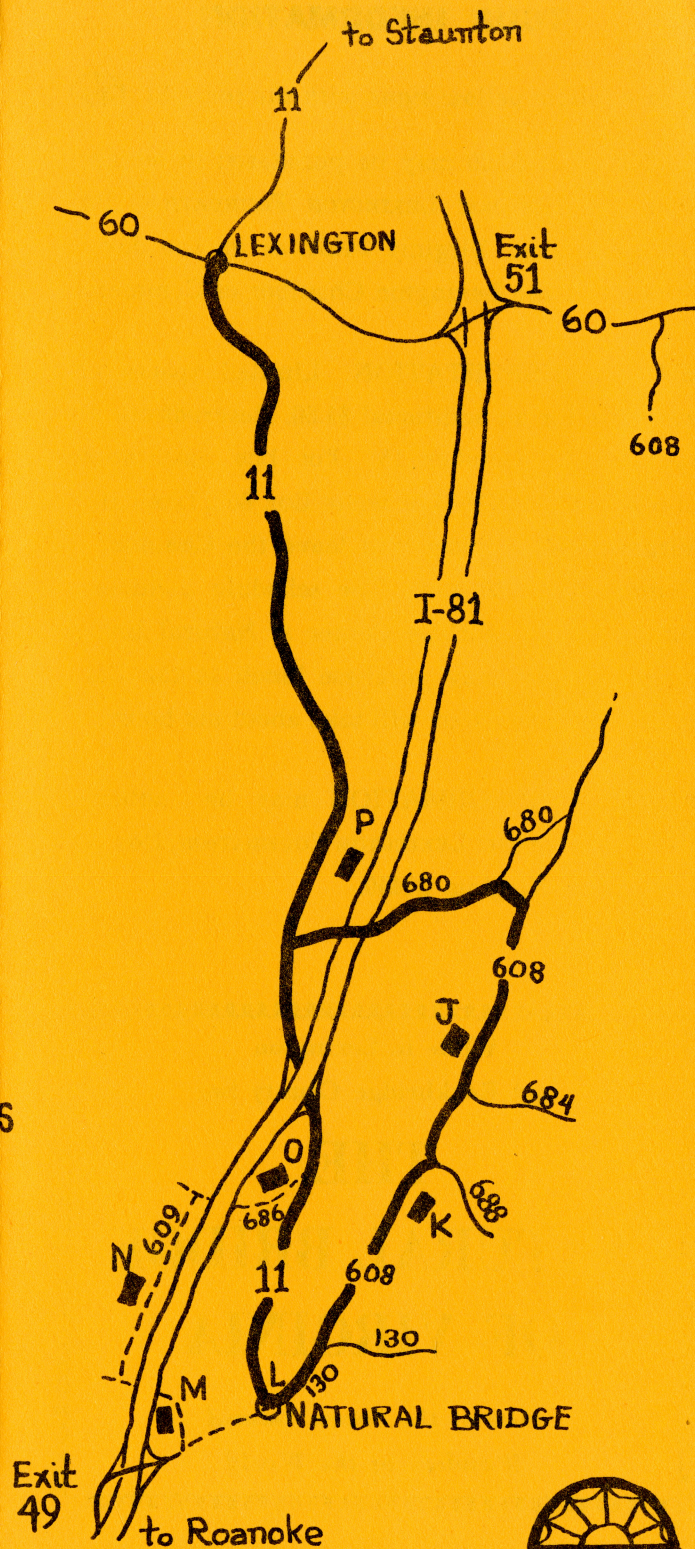 to Staunton
11
60
LEXINGTON
Exit
51
60
608
11
I-81
P
680
680
608
J
684
S
O
688
686
K
609
N
11
608
130
130
L
M
NATURAL BRIDGE
Exit
49
to Roanoke